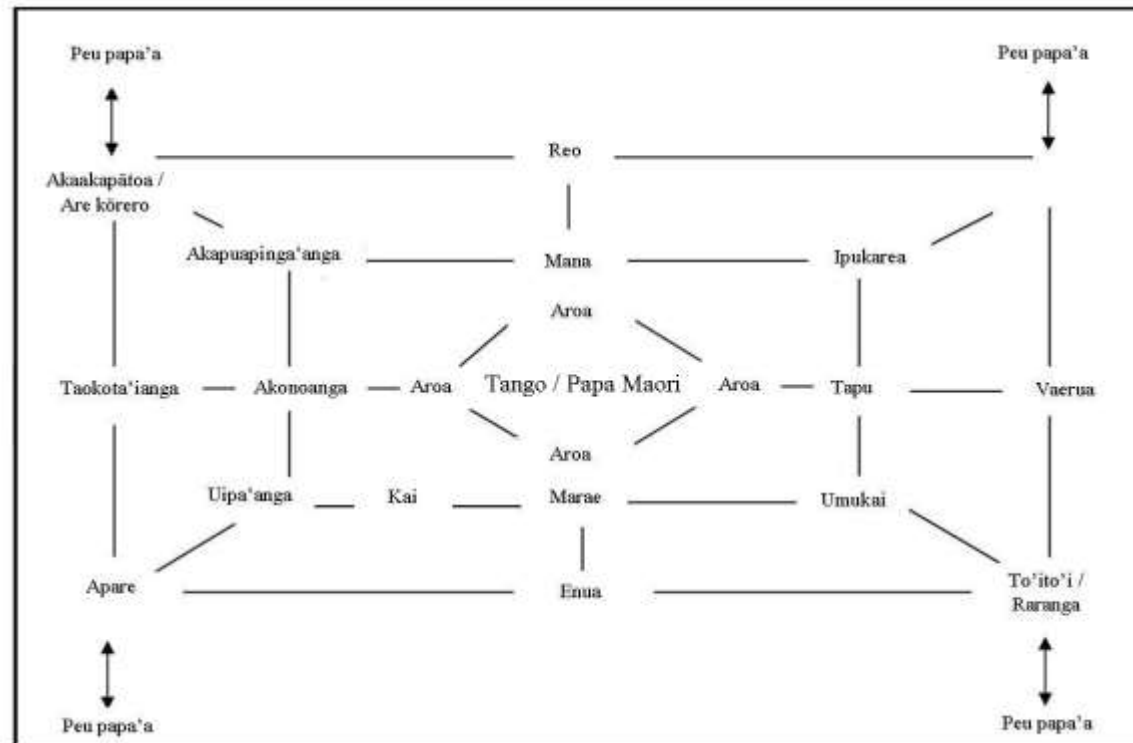 Peu papa’a Peu papa’a
Reo
Akaakapātoa /
Are kōrero
Akapuapinga‘anga Mana Ipukarea
Aroa
Taokota’ianga Akonoanga Aroa Tango / Papa Maori Aroa Tapu Vaerua
Aroa
Uipa‘anga Kai Marae Umukai
Apare Enua To’ito’i /
Raranga
Peu papa’a Peu papa’a